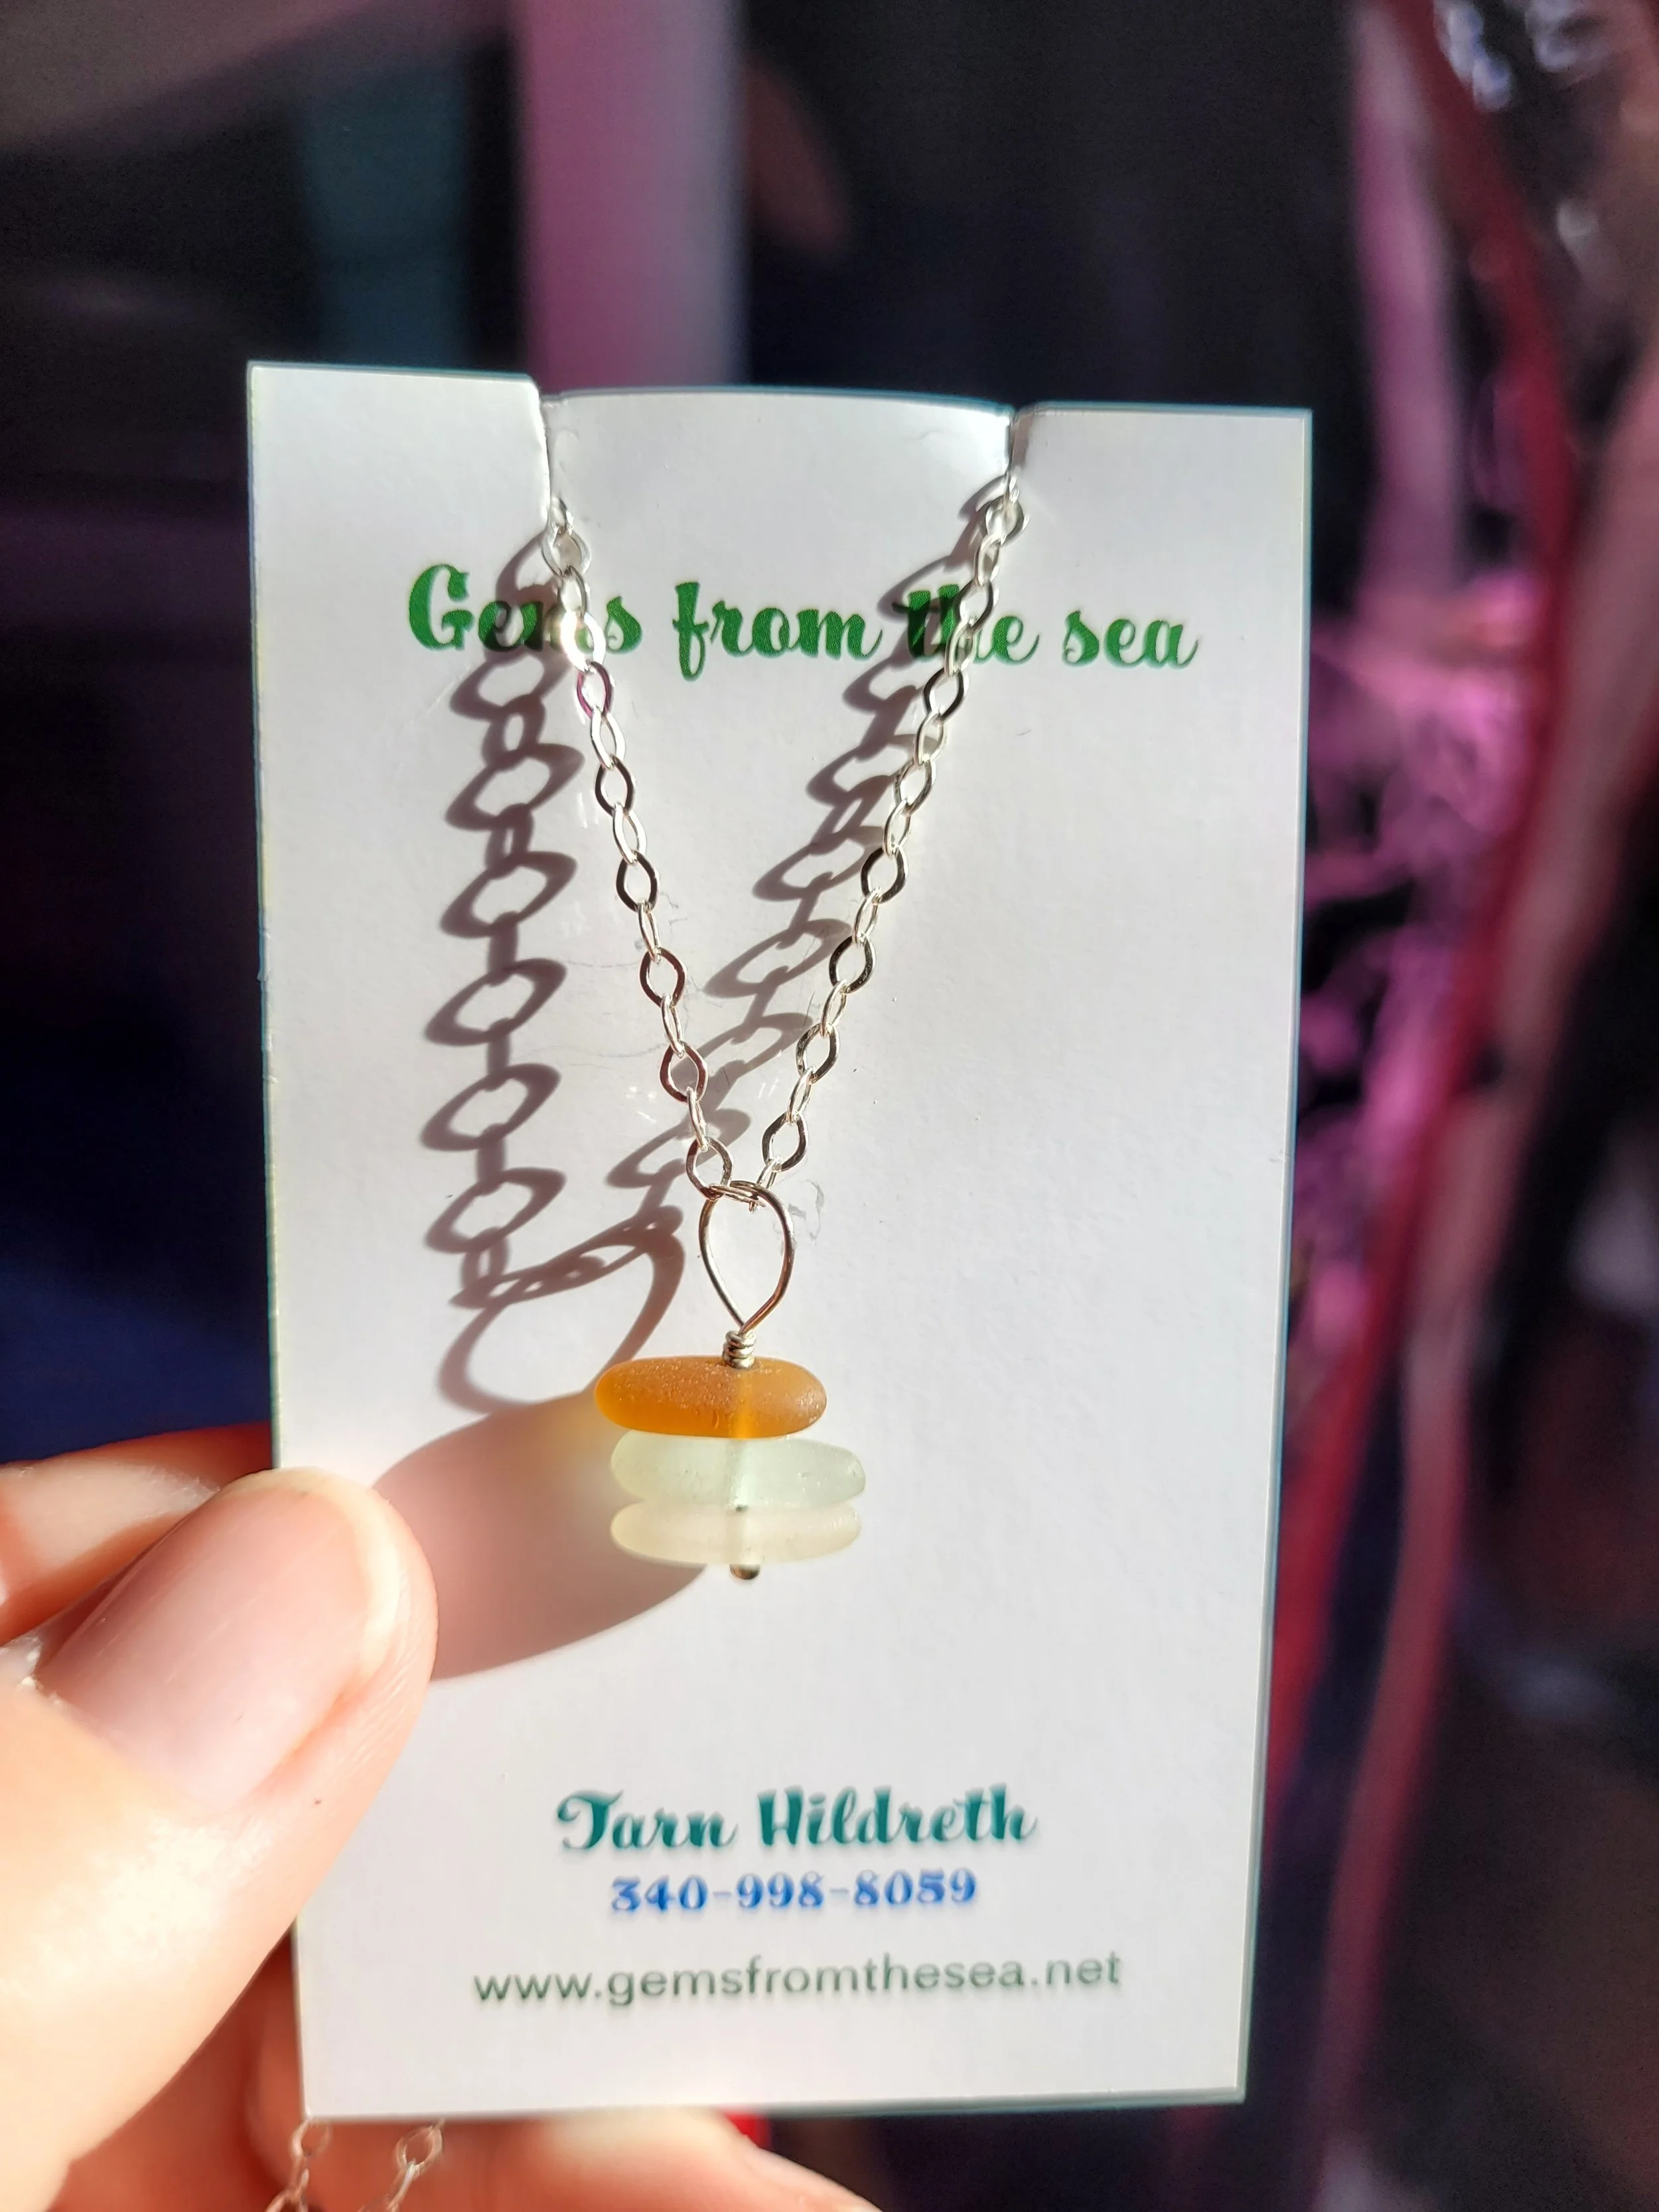 Gems from the sea
Tarn Hildreth
340-998-8059
www.gemsfromthesea.net